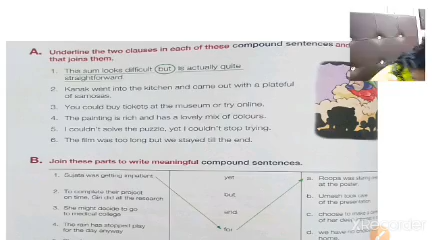 A. Underline the two clauses in each of these compound sentences and
that joins them.
1. This sum looks difficult but is actually quite
straightforward.
2. Kanak went into the kitchen and came out with a plateful
of samosas.
3. You could buy tickets at the museum or try online.
4. The painting is rich and has a lovely mix of colours.
5. I couldn't solve the puzzle, yet I couldn't stop trying.
6. The film was too long but we stayed till the end.
B. Join these parts to write meaningful compound sentences.
1. Sujata was getting impatient
2. To complete their project
on time, Giri did all the research
3. She might decide to go
to medical college
4. The rain has stopped play
for the day anyway
yet
but
and
for
a. Roopa was
at the poster.
b. Umesh
of the presentation
c. choose to make a
of her
d. we have no
home.